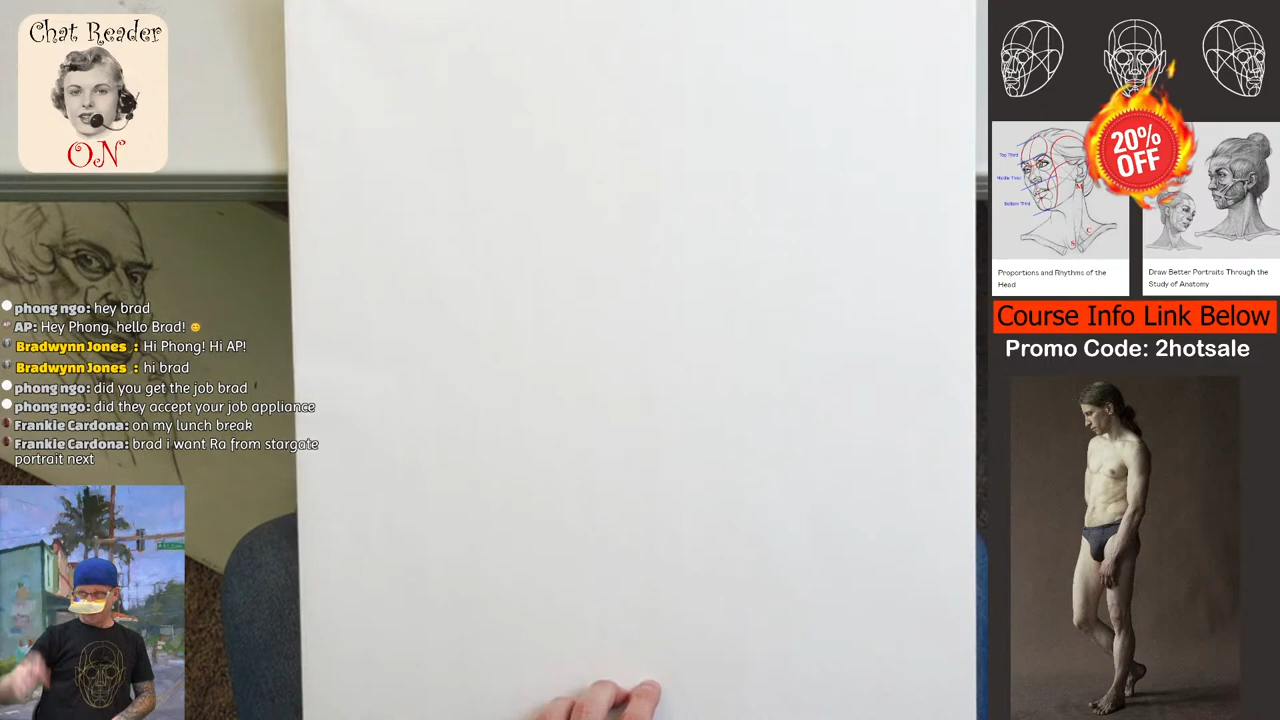 Chat Reader
ON
phong ngo: hey brad
AP: Hey Phong, hello Brad! 😊
Bradwynn Jones : Hi Phong! Hi AP!
Bradwynn Jones : hi brad
phong ngo: did you get the job brad
phong ngo: did they accept your job appliance
Frankie Cardona: on my lunch break
Frankie Cardona: brad i want Ra from stargate
portrait next
20%
OFF
Top Third
Middle Third
Bottom Third
M
S
C
Proportions and Rhythms of the
Head
Draw Better Portraits Through the
Study of Anatomy
Course Info Link Below
Promo Code: 2hotsale